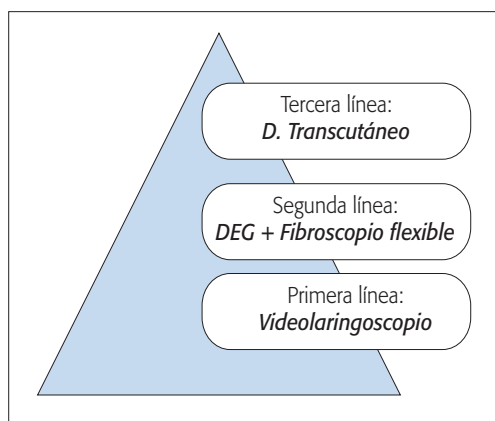 Tercera línea:
D. Transcutáneo
Segunda línea:
DEG + Fibroscopio flexible
Primera línea:
Videolaringoscopio